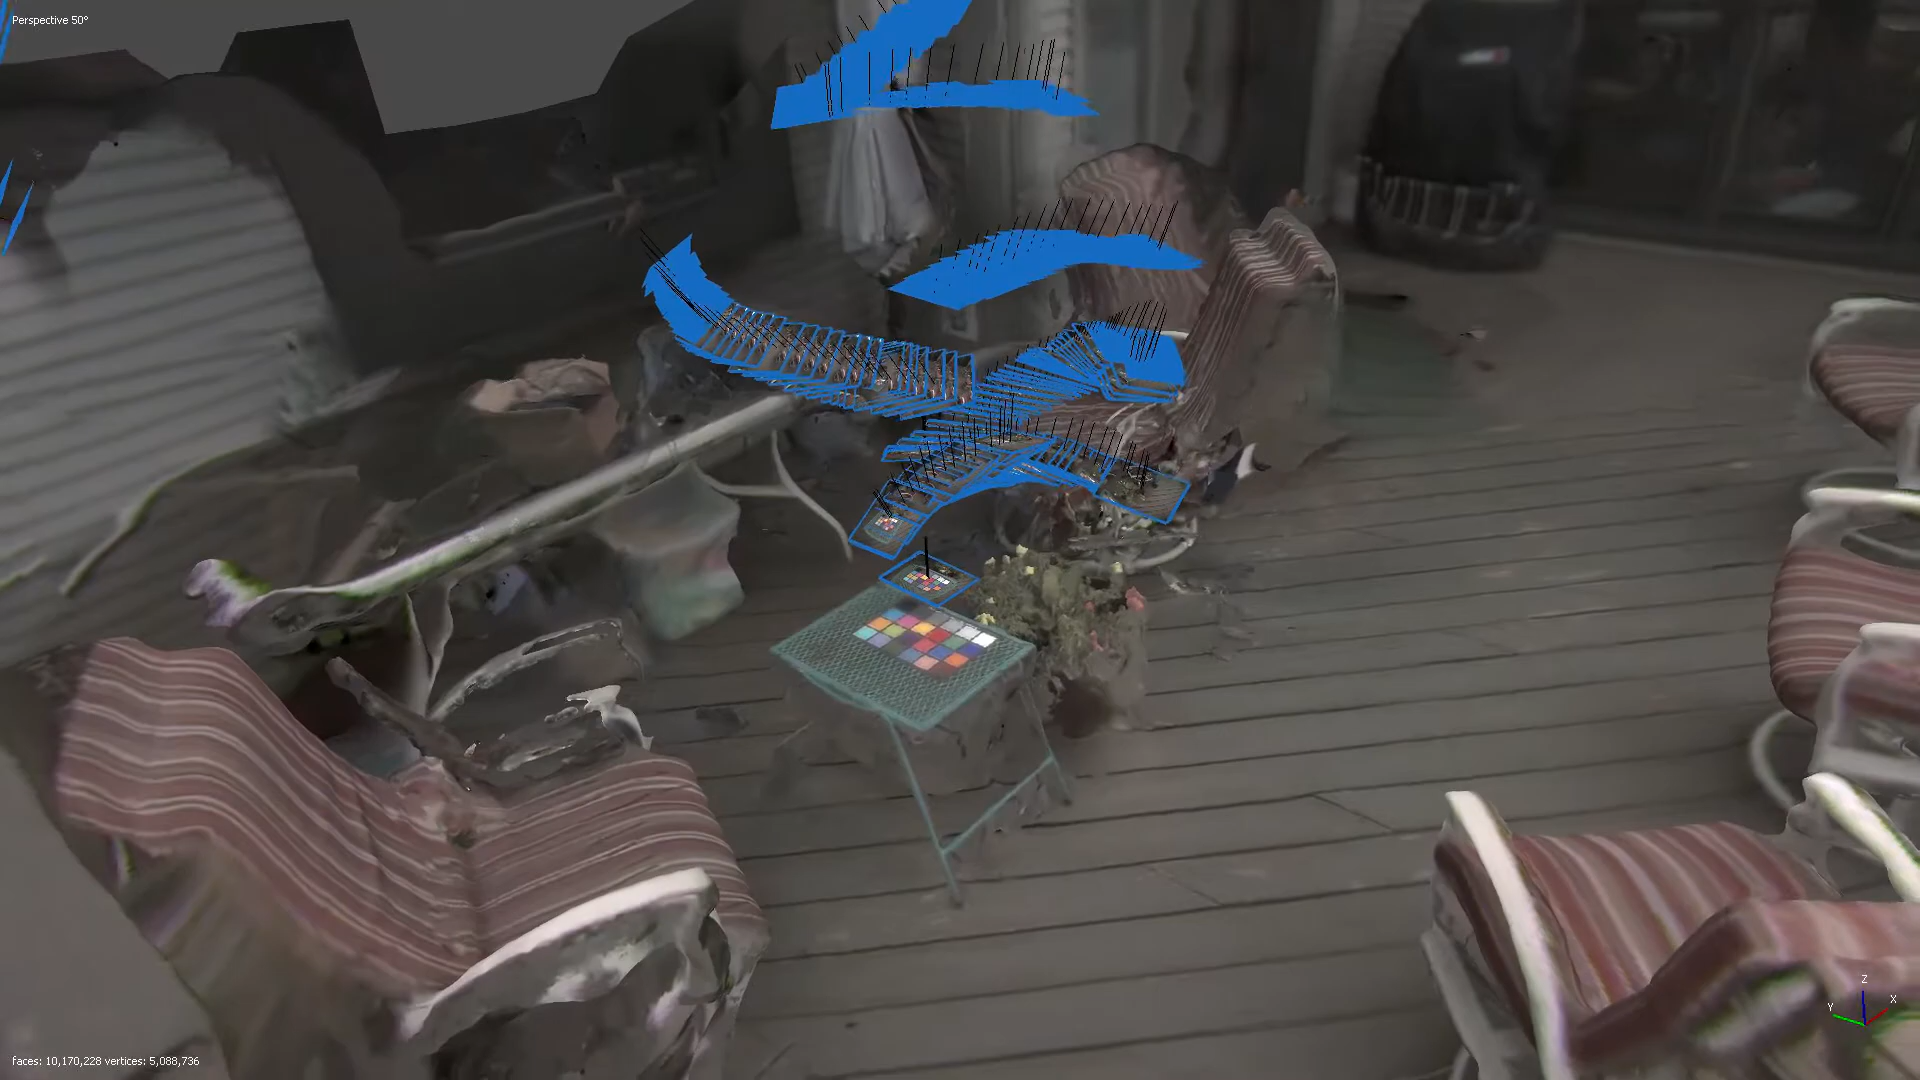 Perspective 50°
Z
X
Y
faces: 10,170,228 vertices: 5,088,736